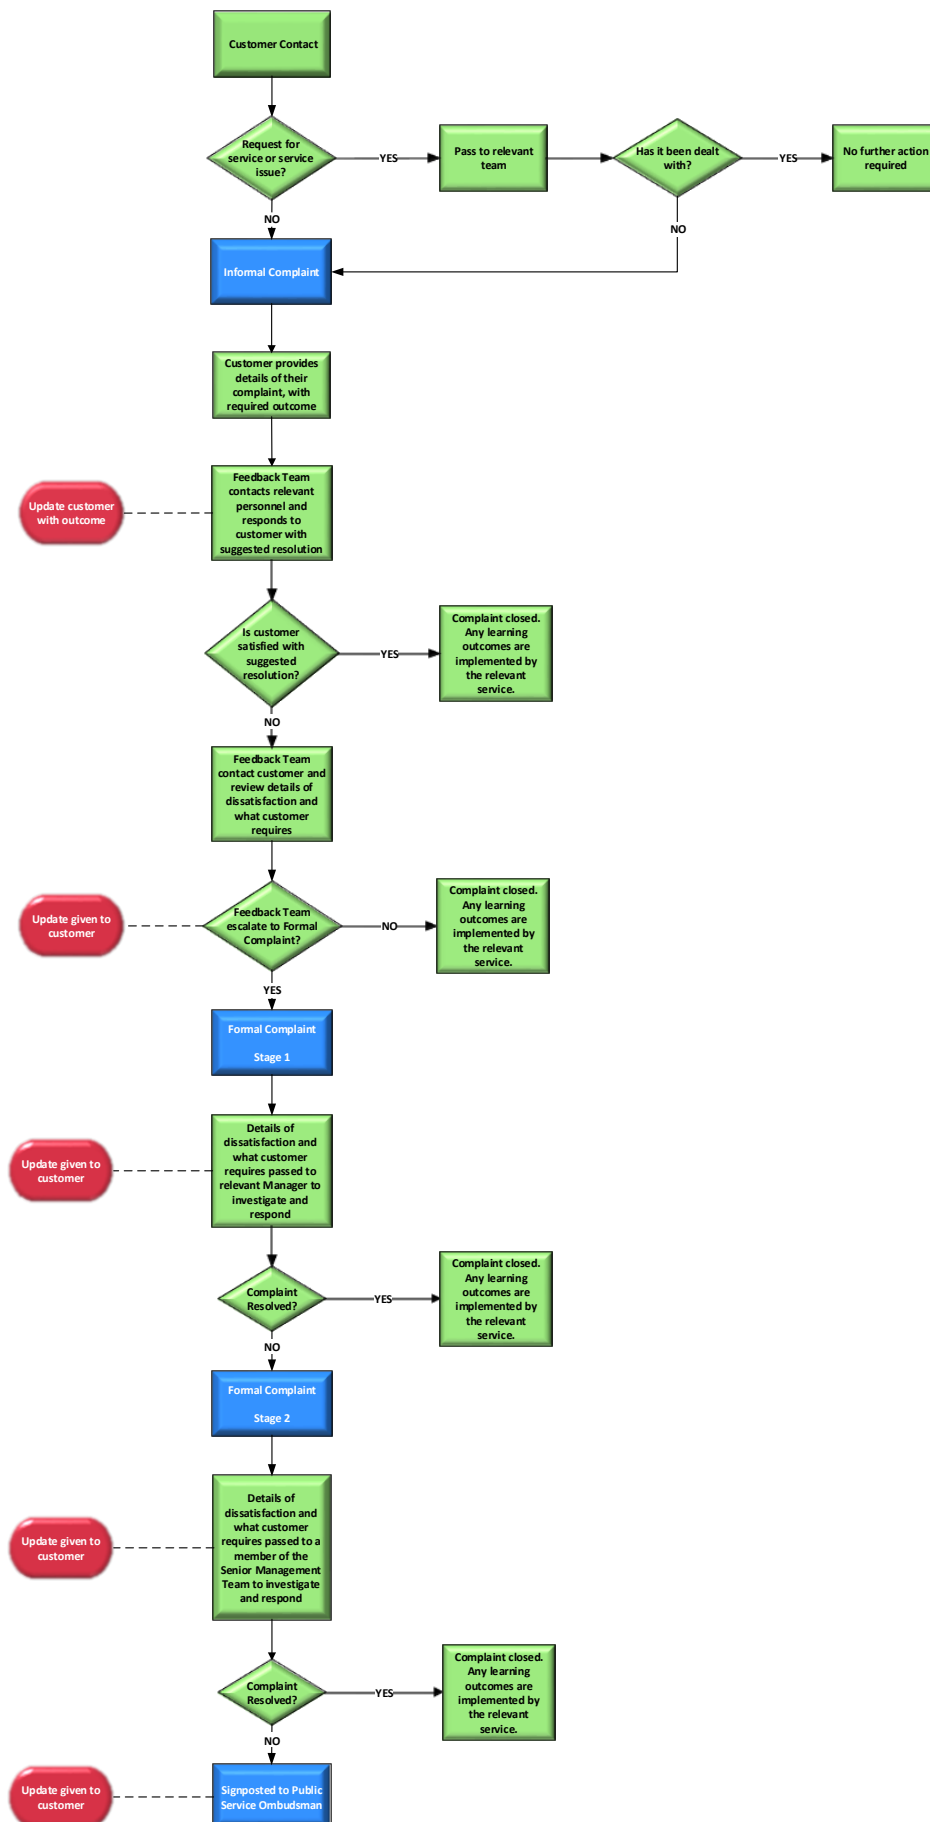 Customer Contact
Request for
service or service
issue?
YES
Pass to relevant
team
Has it been dealt
with?
YES
No further action
required
NO
NO
Informal Complaint
Customer provides
details of their
complaint, with
required outcome
Update customer
with outcome
Feedback Team
contacts relevant
personnel and
responds to
customer with
suggested resolution
Is customer
satisfied with
suggested
resolution?
YES
Complaint closed.
Any learning
outcomes are
implemented by
the relevant
service.
NO
Feedback Team
contact customer and
review details of
dissatisfaction and
what customer
requires
Update given to
customer
Feedback Team
escalate to Formal
Complaint?
NO
Complaint closed.
Any learning
outcomes are
implemented by
the relevant
service.
YES
Formal Complaint
Stage 1
Update given to
customer
Details of
dissatisfaction and
what customer
requires passed to
relevant Manager to
investigate and
respond
Complaint
Resolved?
YES
Complaint closed.
Any learning
outcomes are
implemented by
the relevant
service.
NO
Formal Complaint
Stage 2
Update given to
customer
Details of
dissatisfaction and
what customer
requires passed to a
member of the
Senior Management
Team to investigate
and respond
Complaint
Resolved?
YES
Complaint closed.
Any learning
outcomes are
implemented by
the relevant
service.
NO
Update given to
customer
Signposted to Public
Service Ombudsman